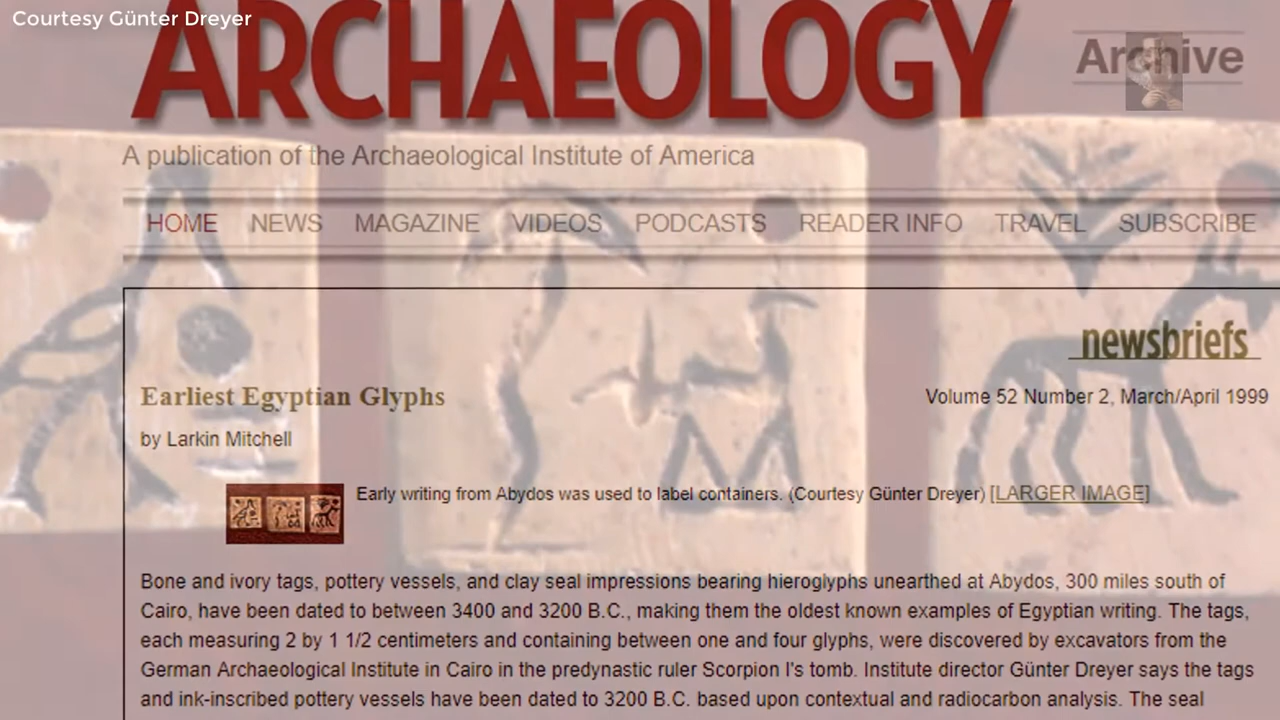 Courtesy Günter Dreyer
ARCHAEOLOGY
Archive
A publication of the Archaeological Institute of America
HOME NEWS MAGAZINE VIDEOS PODCASTS READER INFO TRAVEL SUBSCRIBE
newsbriefs
Earliest Egyptian Glyphs
Volume 52 Number 2, March/April 1999
by Larkin Mitchell
Early writing from Abydos was used to label containers. (Courtesy Günter Dreyer) [LARGER IMAGE]
Bone and ivory tags, pottery vessels, and clay seal impressions bearing hieroglyphs unearthed at Abydos, 300 miles south of
Cairo, have been dated to between 3400 and 3200 B.C., making them the oldest known examples of Egyptian writing. The tags,
each measuring 2 by 1 1/2 centimeters and containing between one and four glyphs, were discovered by excavators from the
German Archaeological Institute in Cairo in the predynastic ruler Scorpion I's tomb. Institute director Günter Dreyer says the tags
and ink-inscribed pottery vessels have been dated to 3200 B.C. based upon contextual and radiocarbon analysis. The seal